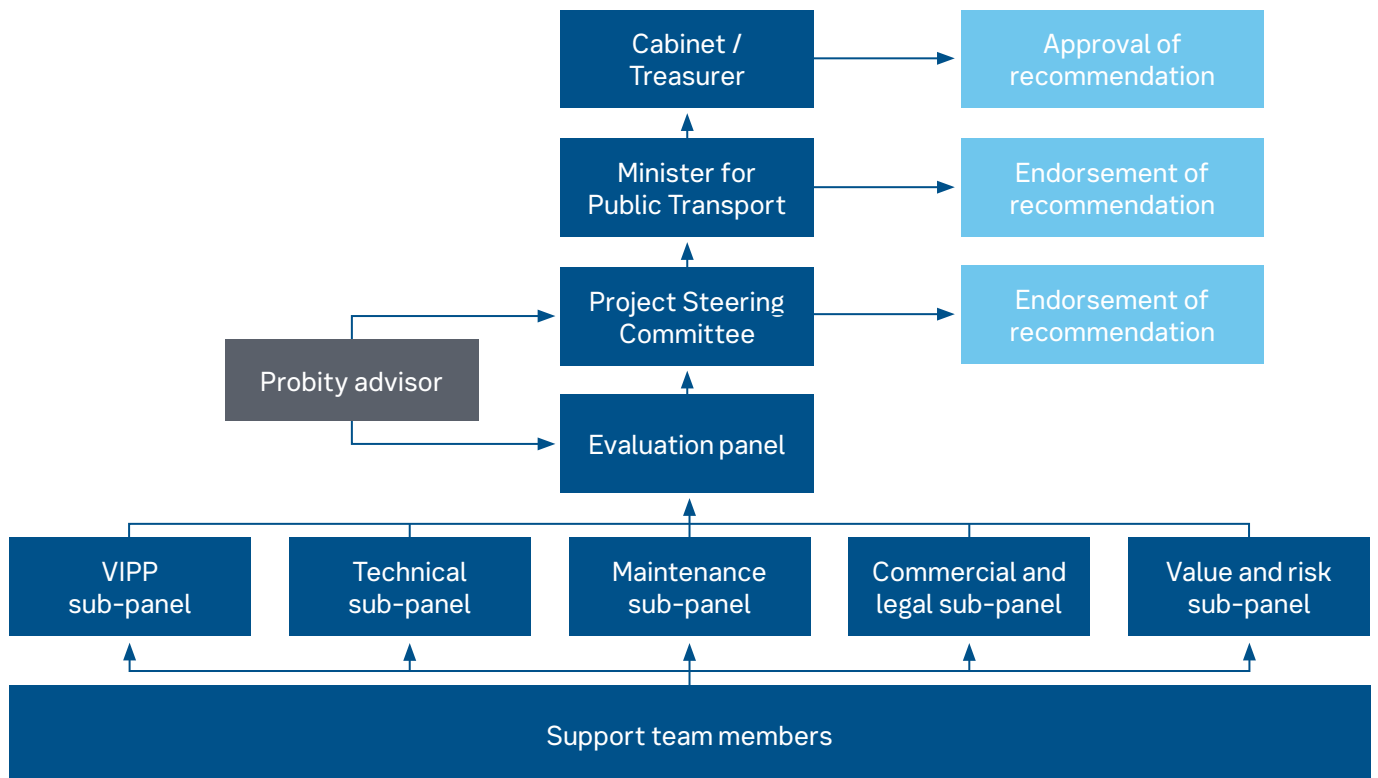 Cabinet /
Treasurer
Approval of
recommendation
Minister for
Public Transport
Endorsement of
recommendation
Project Steering
Committee
Endorsement of
recommendation
Probity advisor
Evaluation panel
VIPP
sub-panel
Technical
sub-panel
Maintenance
sub-panel
Commercial and
legal sub-panel
Value and risk
sub-panel
Support team members